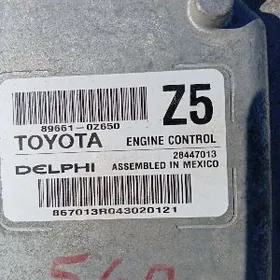 89661-0Z650
Z5
TOYOTA ENGINE CONTROL
28447013
DELPHI ASSEMBLED IN MEXICO
867013R043020121